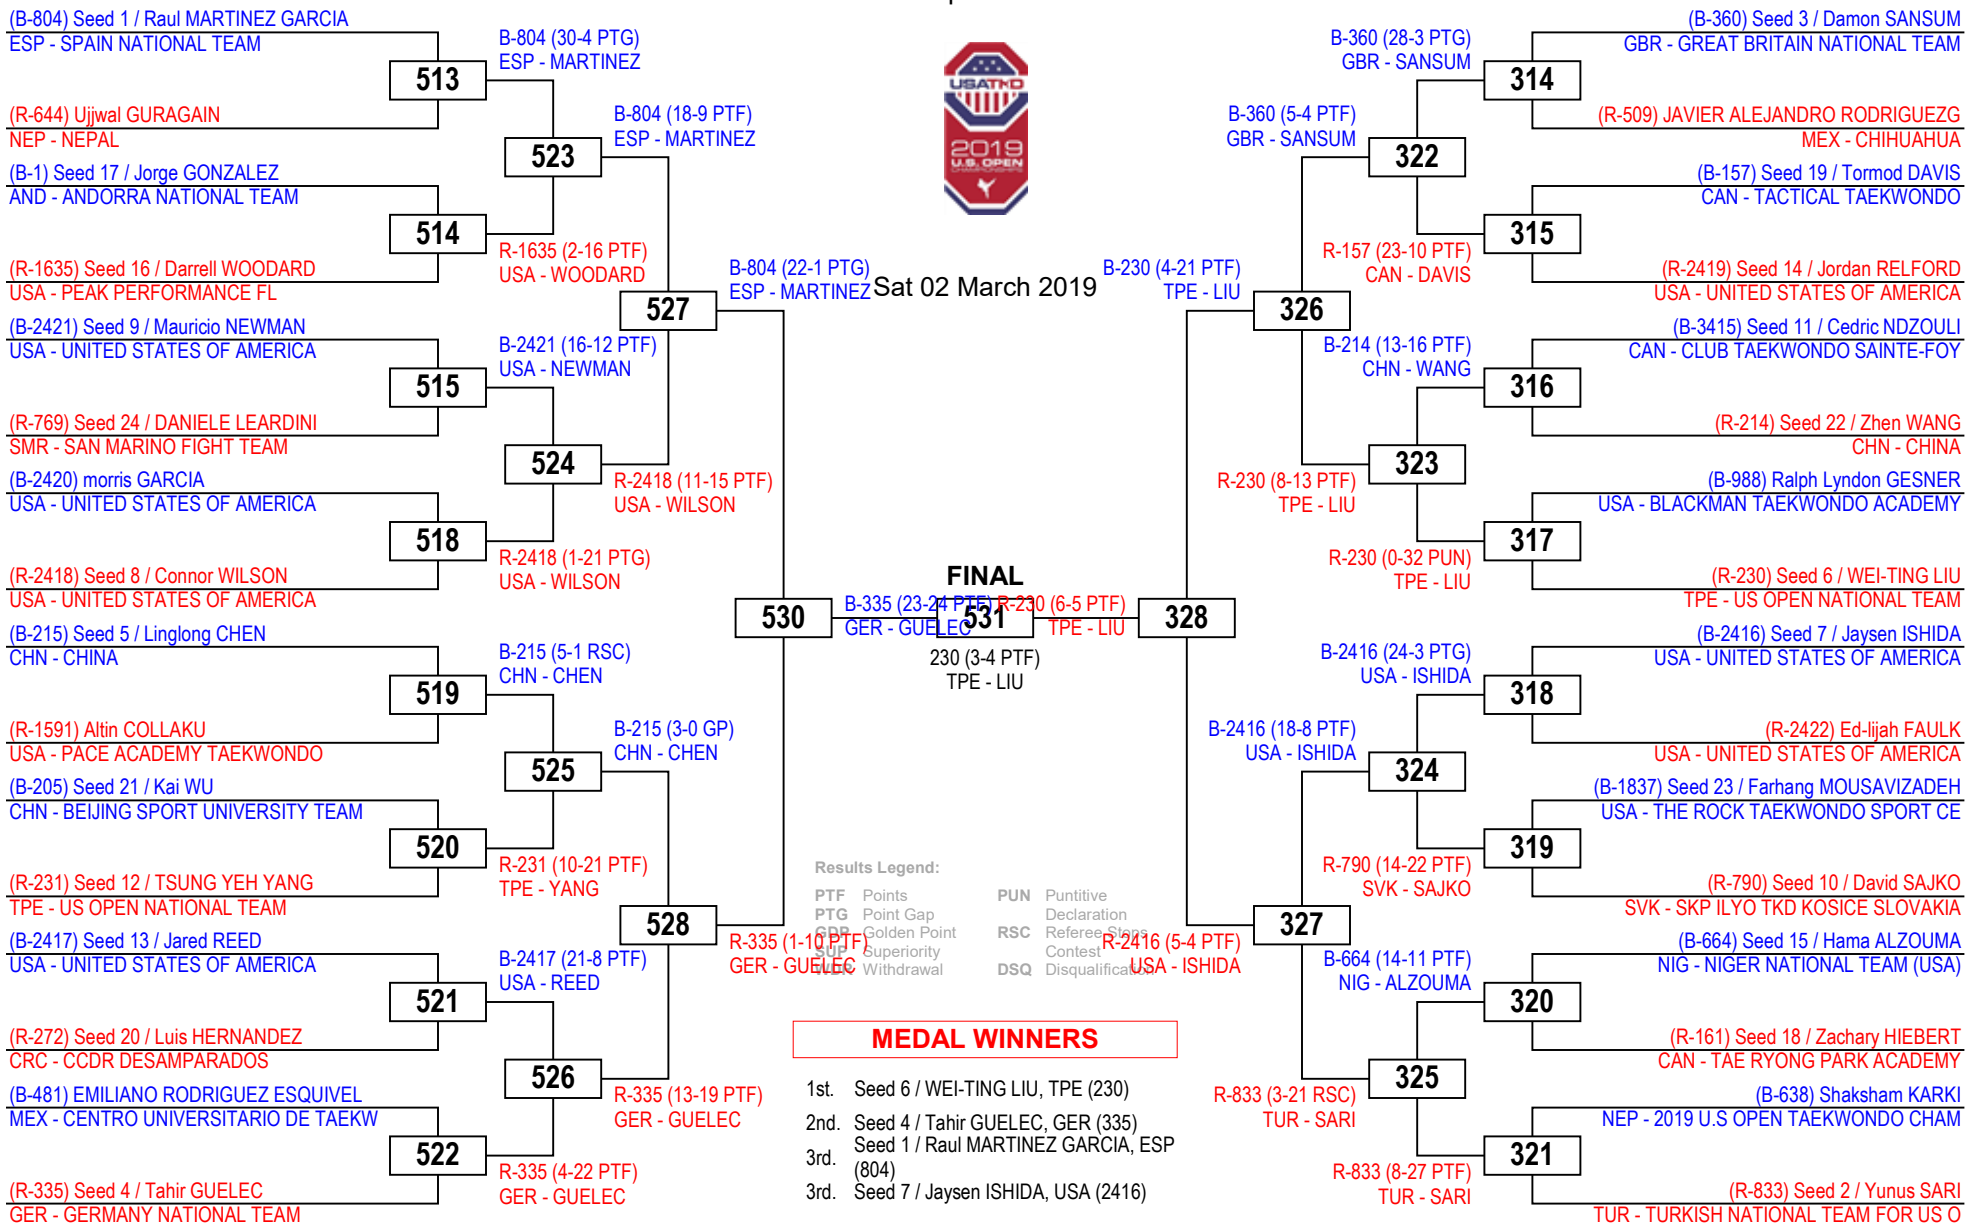 (B-804) Seed 1 / Raul MARTINEZ GARCIA
ESP - SPAIN NATIONAL TEAM
513
(R-644) Ujjwal GURAGAIN
NEP - NEPAL
(B-1) Seed 17 / Jorge GONZALEZ
AND - ANDORRA NATIONAL TEAM
514
(R-1635) Seed 16 / Darrell WOODARD
USA - PEAK PERFORMANCE FL
(B-2421) Seed 9 / Mauricio NEWMAN
USA - UNITED STATES OF AMERICA
515
(R-769) Seed 24 / DANIELE LEARDINI
SMR - SAN MARINO FIGHT TEAM
(B-2420) morris GARCIA
USA - UNITED STATES OF AMERICA
518
(R-2418) Seed 8 / Connor WILSON
USA - UNITED STATES OF AMERICA
(B-215) Seed 5 / Linglong CHEN
CHN - CHINA
519
(R-1591) Altin COLLAKU
USA - PACE ACADEMY TAEKWONDO
(B-205) Seed 21 / Kai WU
CHN - BEIJING SPORT UNIVERSITY TEAM
520
(R-231) Seed 12 / TSUNG YEH YANG
TPE - US OPEN NATIONAL TEAM
(B-2417) Seed 13 / Jared REED
USA - UNITED STATES OF AMERICA
521
(R-272) Seed 20 / Luis HERNANDEZ
CRC - CCDR DESAMPARADOS
(B-481) EMILIANO RODRIGUEZ ESQUIVEL
MEX - CENTRO UNIVERSITARIO DE TAEKW
522
(R-335) Seed 4 / Tahir GUELEC
GER - GERMANY NATIONAL TEAM
B-804 (30-4 PTG)
ESP - MARTINEZ
523
R-1635 (2-16 PTF)
USA - WOODARD
B-2421 (16-12 PTF)
USA - NEWMAN
524
R-2418 (1-21 PTG)
USA - WILSON
B-215 (5-1 RSC)
CHN - CHEN
525
R-231 (10-21 PTF)
TPE - YANG
B-2417 (21-8 PTF)
USA - REED
526
R-335 (4-22 PTF)
GER - GUELEC
B-804 (18-9 PTF)
ESP - MARTINEZ
527
R-2418 (11-15 PTF)
USA - WILSON
B-215 (3-0 GP)
CHN - CHEN
528
R-335 (13-19 PTF)
GER - GUELEC
B-804 (22-1 PTG)
ESP - MARTINEZ
530
R-335 (1-10 PTF)
GER - GUELEC
USATKD
2019
U.S. OPEN
CHAMPIONSHIPS
Sat 02 March 2019
FINAL
B-335 (23-24 PTF)
GER - GUELEC
531
R-230 (6-5 PTF)
TPE - LIU
230 (3-4 PTF)
TPE - LIU
Results Legend:
PTF Points
PTG Point Gap
GDP Golden Point
SUP Superiority
WDR Withdrawal
PUN Puntitive
Declaration
RSC Referee Stops
Contest
DSQ Disqualification
MEDAL WINNERS
1st. Seed 6 / WEI-TING LIU, TPE (230)
2nd. Seed 4 / Tahir GUELEC, GER (335)
3rd. Seed 1 / Raul MARTINEZ GARCIA, ESP
(804)
3rd. Seed 7 / Jaysen ISHIDA, USA (2416)
B-230 (4-21 PTF)
TPE - LIU
328
R-2416 (5-4 PTF)
USA - ISHIDA
B-360 (5-4 PTF)
GBR - SANSUM
326
R-230 (8-13 PTF)
TPE - LIU
B-2416 (18-8 PTF)
USA - ISHIDA
327
R-833 (3-21 RSC)
TUR - SARI
B-360 (28-3 PTG)
GBR - SANSUM
322
R-157 (23-10 PTF)
CAN - DAVIS
B-214 (13-16 PTF)
CHN - WANG
323
R-230 (0-32 PUN)
TPE - LIU
B-2416 (24-3 PTG)
USA - ISHIDA
324
R-790 (14-22 PTF)
SVK - SAJKO
B-664 (14-11 PTF)
NIG - ALZOUMA
325
R-833 (8-27 PTF)
TUR - SARI
(B-360) Seed 3 / Damon SANSUM
GBR - GREAT BRITAIN NATIONAL TEAM
314
(R-509) JAVIER ALEJANDRO RODRIGUEZG
MEX - CHIHUAHUA
(B-157) Seed 19 / Tormod DAVIS
CAN - TACTICAL TAEKWONDO
315
(R-2419) Seed 14 / Jordan RELFORD
USA - UNITED STATES OF AMERICA
(B-3415) Seed 11 / Cedric NDZOULI
CAN - CLUB TAEKWONDO SAINTE-FOY
316
(R-214) Seed 22 / Zhen WANG
CHN - CHINA
(B-988) Ralph Lyndon GESNER
USA - BLACKMAN TAEKWONDO ACADEMY
317
(R-230) Seed 6 / WEI-TING LIU
TPE - US OPEN NATIONAL TEAM
(B-2416) Seed 7 / Jaysen ISHIDA
USA - UNITED STATES OF AMERICA
318
(R-2422) Ed-lijah FAULK
USA - UNITED STATES OF AMERICA
(B-1837) Seed 23 / Farhang MOUSAVIZADEH
USA - THE ROCK TAEKWONDO SPORT CE
319
(R-790) Seed 10 / David SAJKO
SVK - SKP ILYO TKD KOSICE SLOVAKIA
(B-664) Seed 15 / Hama ALZOUMA
NIG - NIGER NATIONAL TEAM (USA)
320
(R-161) Seed 18 / Zachary HIEBERT
CAN - TAE RYONG PARK ACADEMY
(B-638) Shaksham KARKI
NEP - 2019 U.S OPEN TAEKWONDO CHAM
321
(R-833) Seed 2 / Yunus SARI
TUR - TURKISH NATIONAL TEAM FOR US O